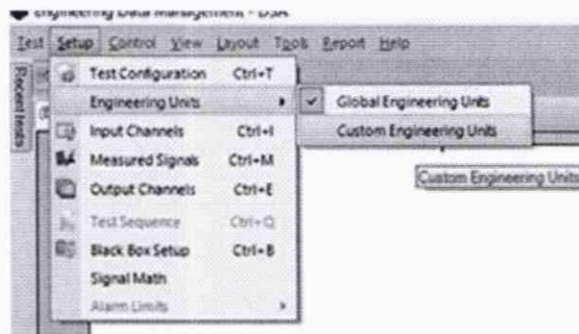 Engineering Data Management - DSA
Test Setup Control View Layout Tools Report Help
Recent tests
Test Configuration Ctrl+T
Engineering Units
Global Engineering Units
Input Channels Ctrl+I
Custom Engineering Units
Measured Signals Ctrl+M
Custom Engineering Units
Output Channels Ctrl+E
Test Sequence Ctrl+Q
Black Box Setup Ctrl+B
Signal Math
Alarm Limits